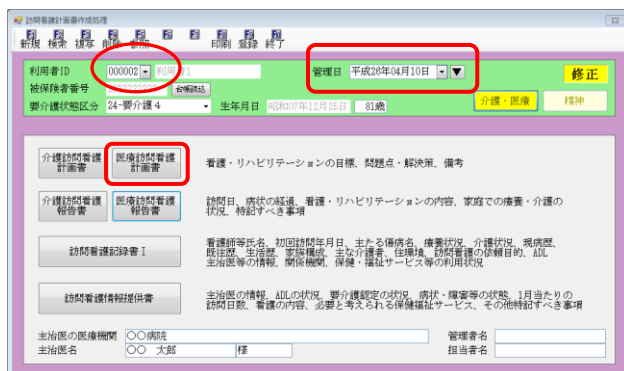 訪問看護計画書作成処理
新規 検索 複写 削除 参照 印刷 登録 終了
利用者ID 000002 利用者1 管理日 平成26年04月10日 修正
被保険者番号 台帳読込
要介護状態区分 24-要介護4 生年月日 昭和07年12月25日 81歳 介護・医療 精神
介護訪問看護計画書 医療訪問看護計画書 看護・リハビリテーションの目標、問題点・解決策、備考
介護訪問看護報告書 医療訪問看護報告書 訪問日、病状の経過、看護・リハビリテーションの内容、家庭での療養・介護の
状況、特記すべき事項
訪問看護記録書Ⅰ 看護師等氏名、初回訪問年月日、主たる傷病名、療養状況、介護状況、現病歴、
既往歴、生活歴、家族構成、主な介護者、住環境、訪問看護の依頼目的、ADL
主治医等の情報、関係機関、保健・福祉サービス等の利用状況
訪問看護情報提供書 主治医の情報、ADLの状況、要介護認定の状況、病状・障害等の状態、1月当たりの
訪問日数、看護の内容、必要と考えられる保健福祉サービス、その他特記すべき事項
主治医の医療機関 〇〇病院 管理者名
主治医名 〇〇 太郎 様 担当者名